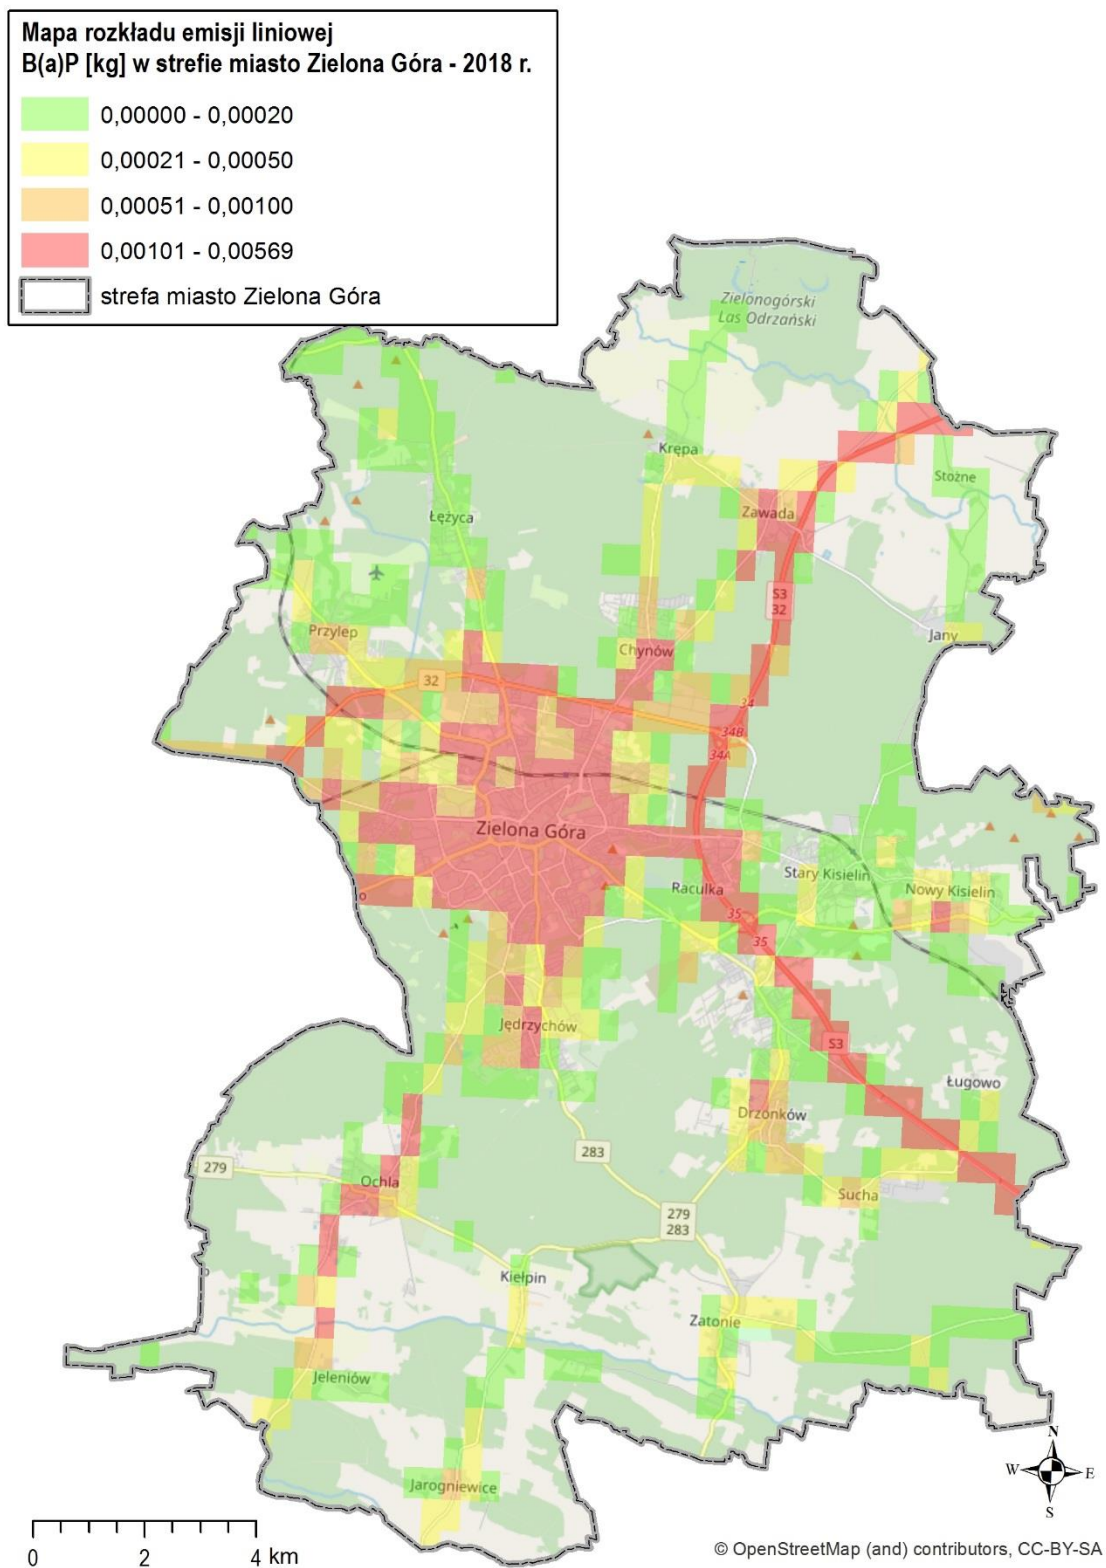 Mapa rozkładu emisji liniowej
B(a)P [kg] w strefie miasto Zielona Góra - 2018 r.
0,00000 - 0,00020
0,00021 - 0,00050
0,00051 - 0,00100
0,00101 - 0,00569
strefa miasto Zielona Góra
Zielonogórski
Las Odrzański
Krępa
Stożne
Zawada
Łężyca
S3
32
Przylep
Jany
Chynów
32
34
34B
34A
Zielona Góra
Stary Kisielin
Raculka
Nowy Kisielin
35
35
Jędrzychów
S3
Ługowo
Drzonków
283
279
Ochla
Sucha
279
283
Kiełpin
Zatonie
Jeleniów
Jarogniewice
N
W E
S
0 2 4 km
© OpenStreetMap (and) contributors, CC-BY-SA